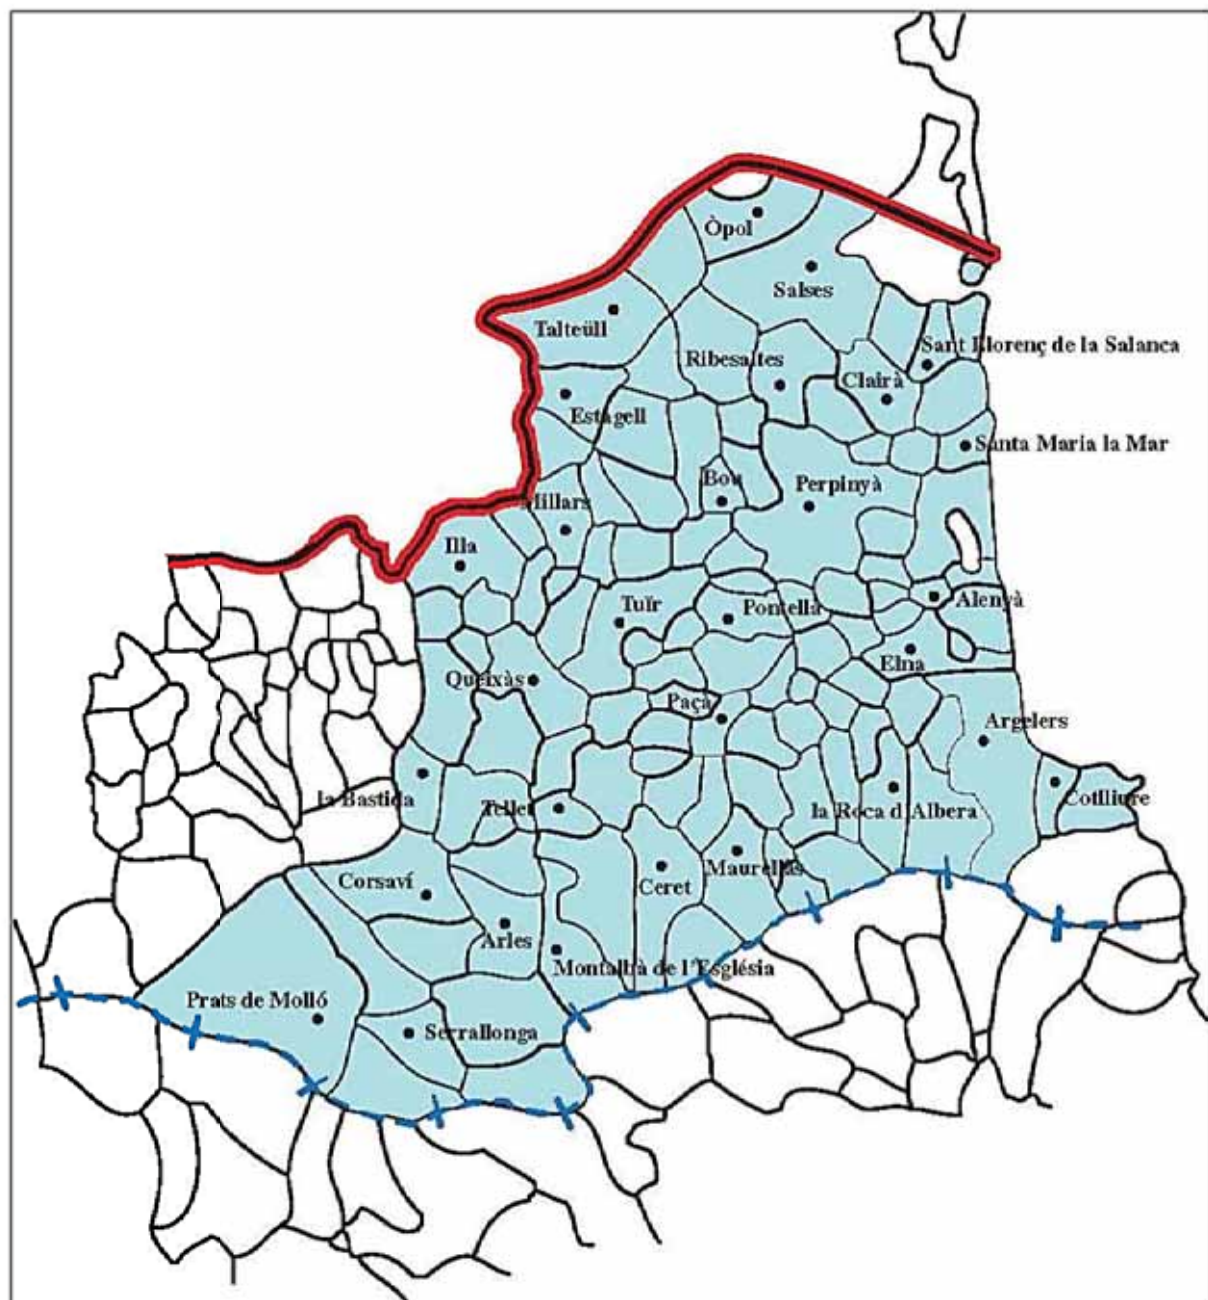 Òpol
Salses
Talteüll
Sant Llorenç de la Salanca
Ribesaltes
Clairà
Estagell
Santa Maria la Mar
Bou
Perpinyà
Millars
Illa
Alenyà
Tuïr
Pontellà
Elna
Queixàs
Paçà
Argelers
la Bastida
Tellet
Cotlliure
la Roca d'Albera
Maurellàs
Ceret
Corsaví
Arles
Montalbà de l'Església
Prats de Molló
Serrallonga